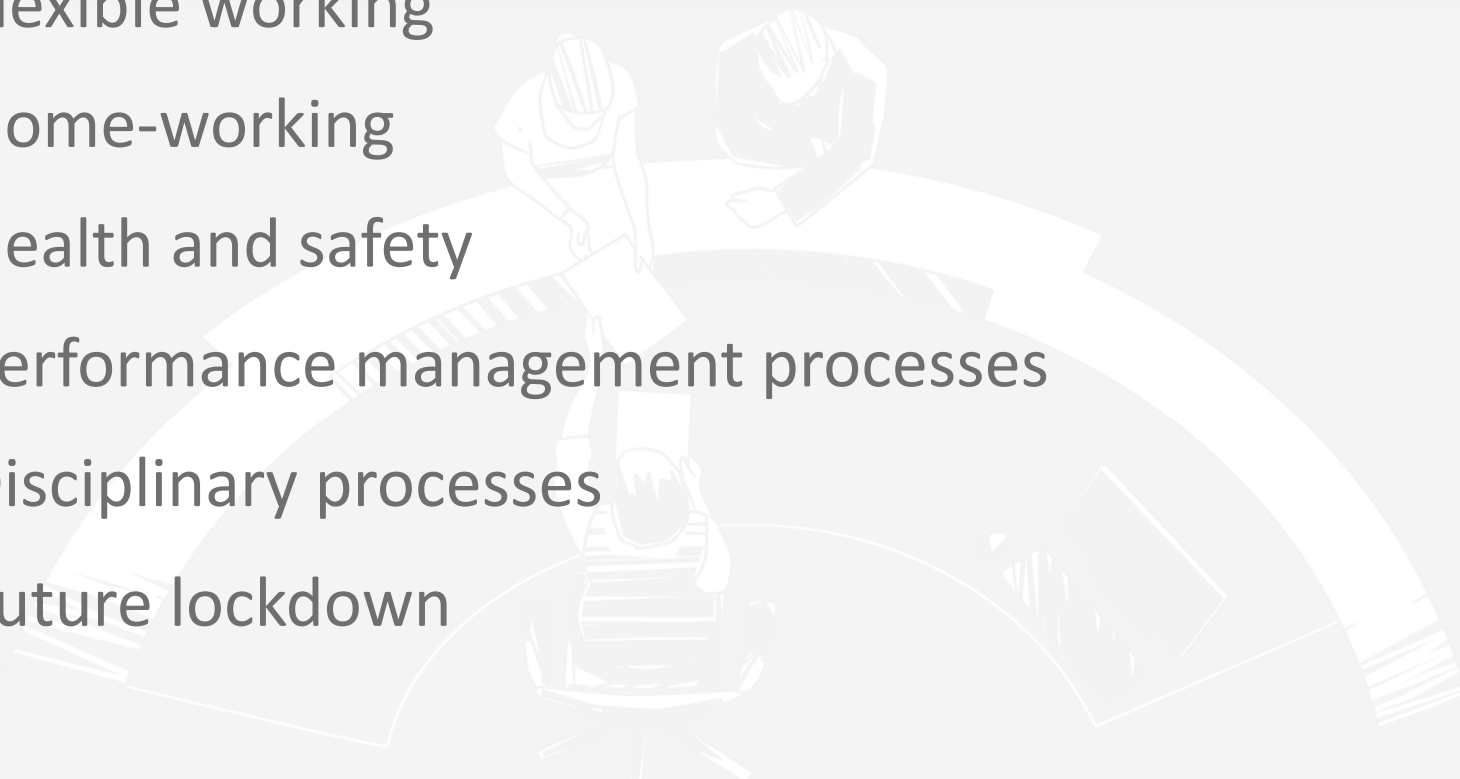 lexible working
ome-working
ealth and safety
erformance management processes
isciplinary processes
uture lockdown